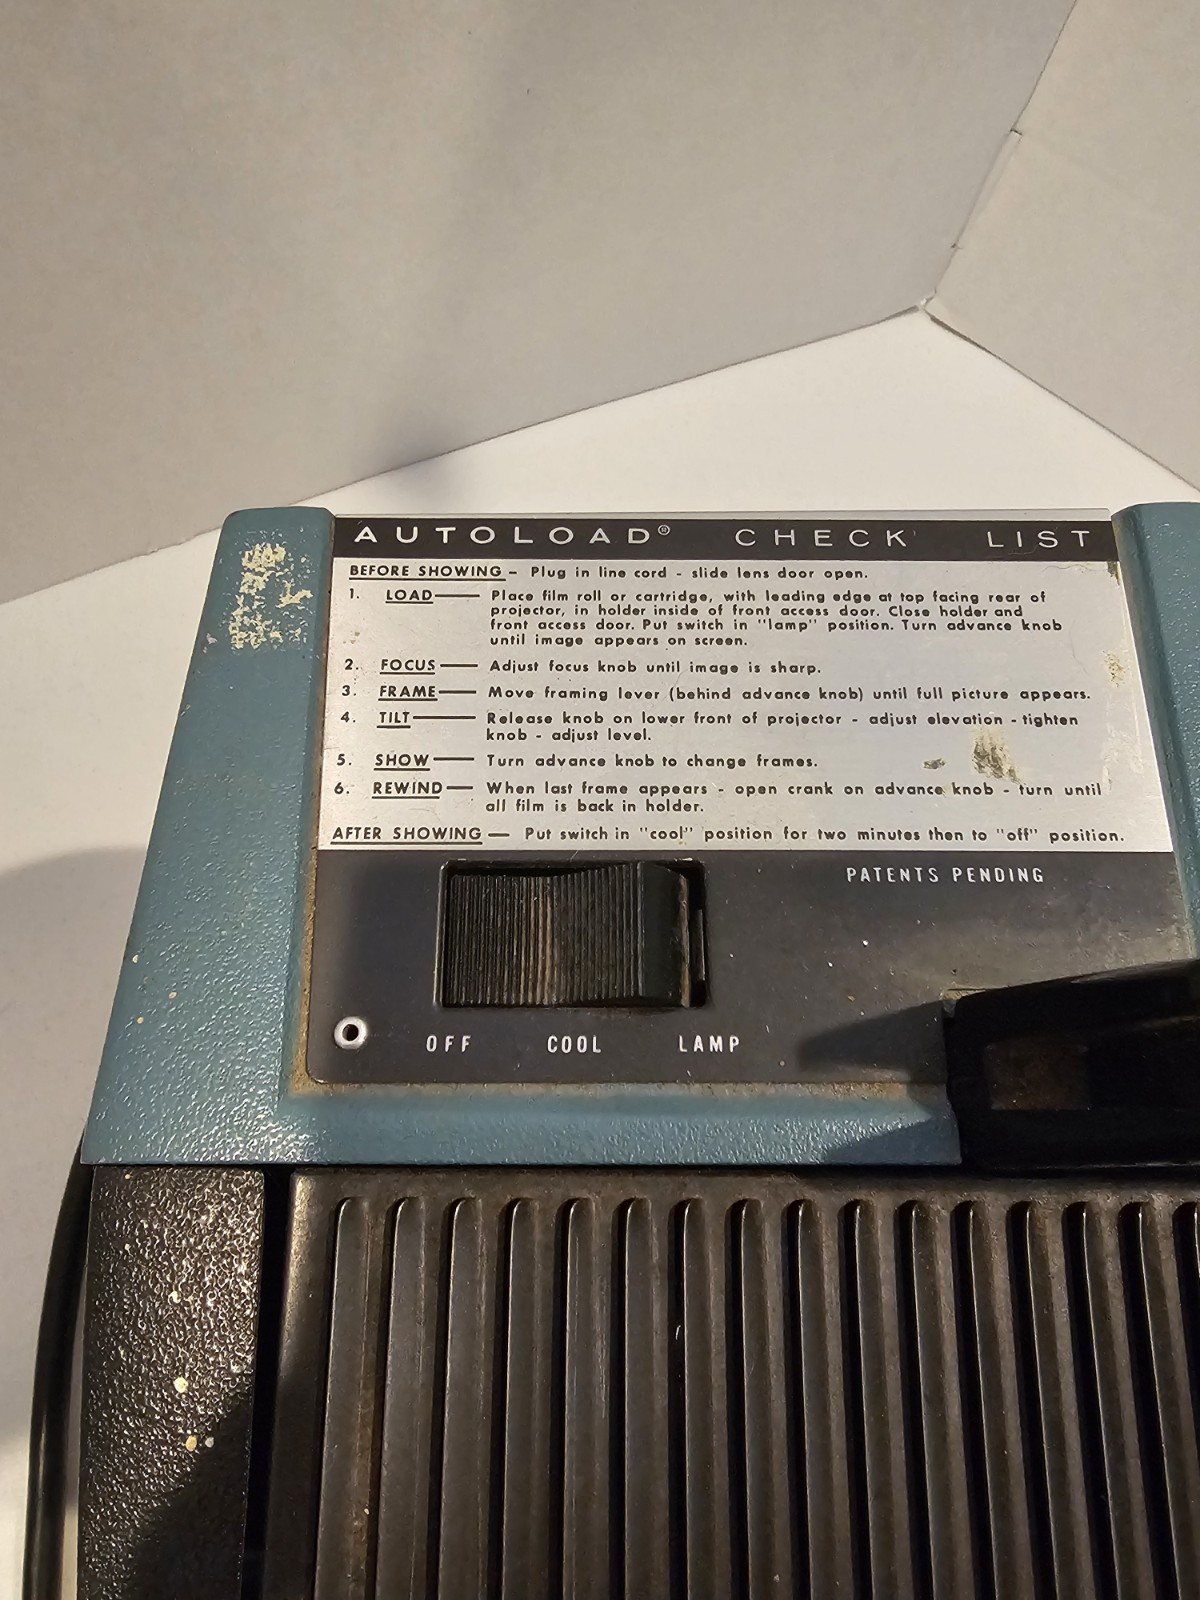 AUTOLOAD® CHECK LIST
BEFORE SHOWING – Plug in line cord - slide lens door open.
1. LOAD — Place film roll or cartridge, with leading edge at top facing rear of
projector, in holder inside of front access door. Close holder and
front access door. Put switch in "lamp" position. Turn advance knob
until image appears on screen.
2. FOCUS — Adjust focus knob until image is sharp.
3. FRAME — Move framing lever (behind advance knob) until full picture appears.
4. TILT — Release knob on lower front of projector - adjust elevation - tighten
knob - adjust level.
5. SHOW — Turn advance knob to change frames.
6. REWIND — When last frame appears - open crank on advance knob - turn until
all film is back in holder.
AFTER SHOWING — Put switch in "cool" position for two minutes then to "off" position.
PATENTS PENDING
OFF COOL LAMP